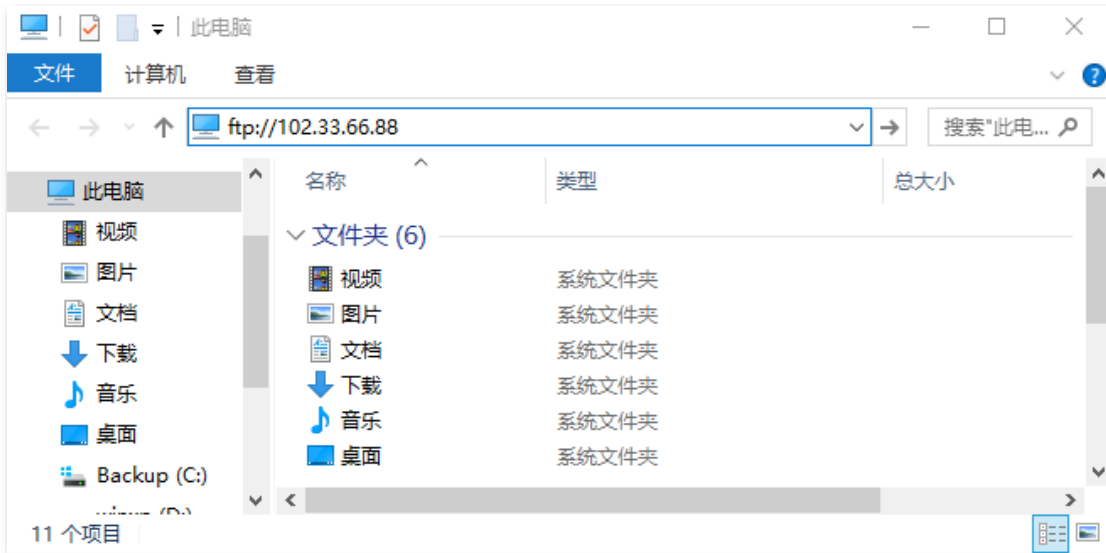 此电脑
文件 计算机 查看
ftp://102.33.66.88 搜索"此电...
此电脑
视频
图片
文档
下载
音乐
桌面
Backup (C:)
名称 类型 总大小
文件夹 (6)
视频 系统文件夹
图片 系统文件夹
文档 系统文件夹
下载 系统文件夹
音乐 系统文件夹
桌面 系统文件夹
11 个项目